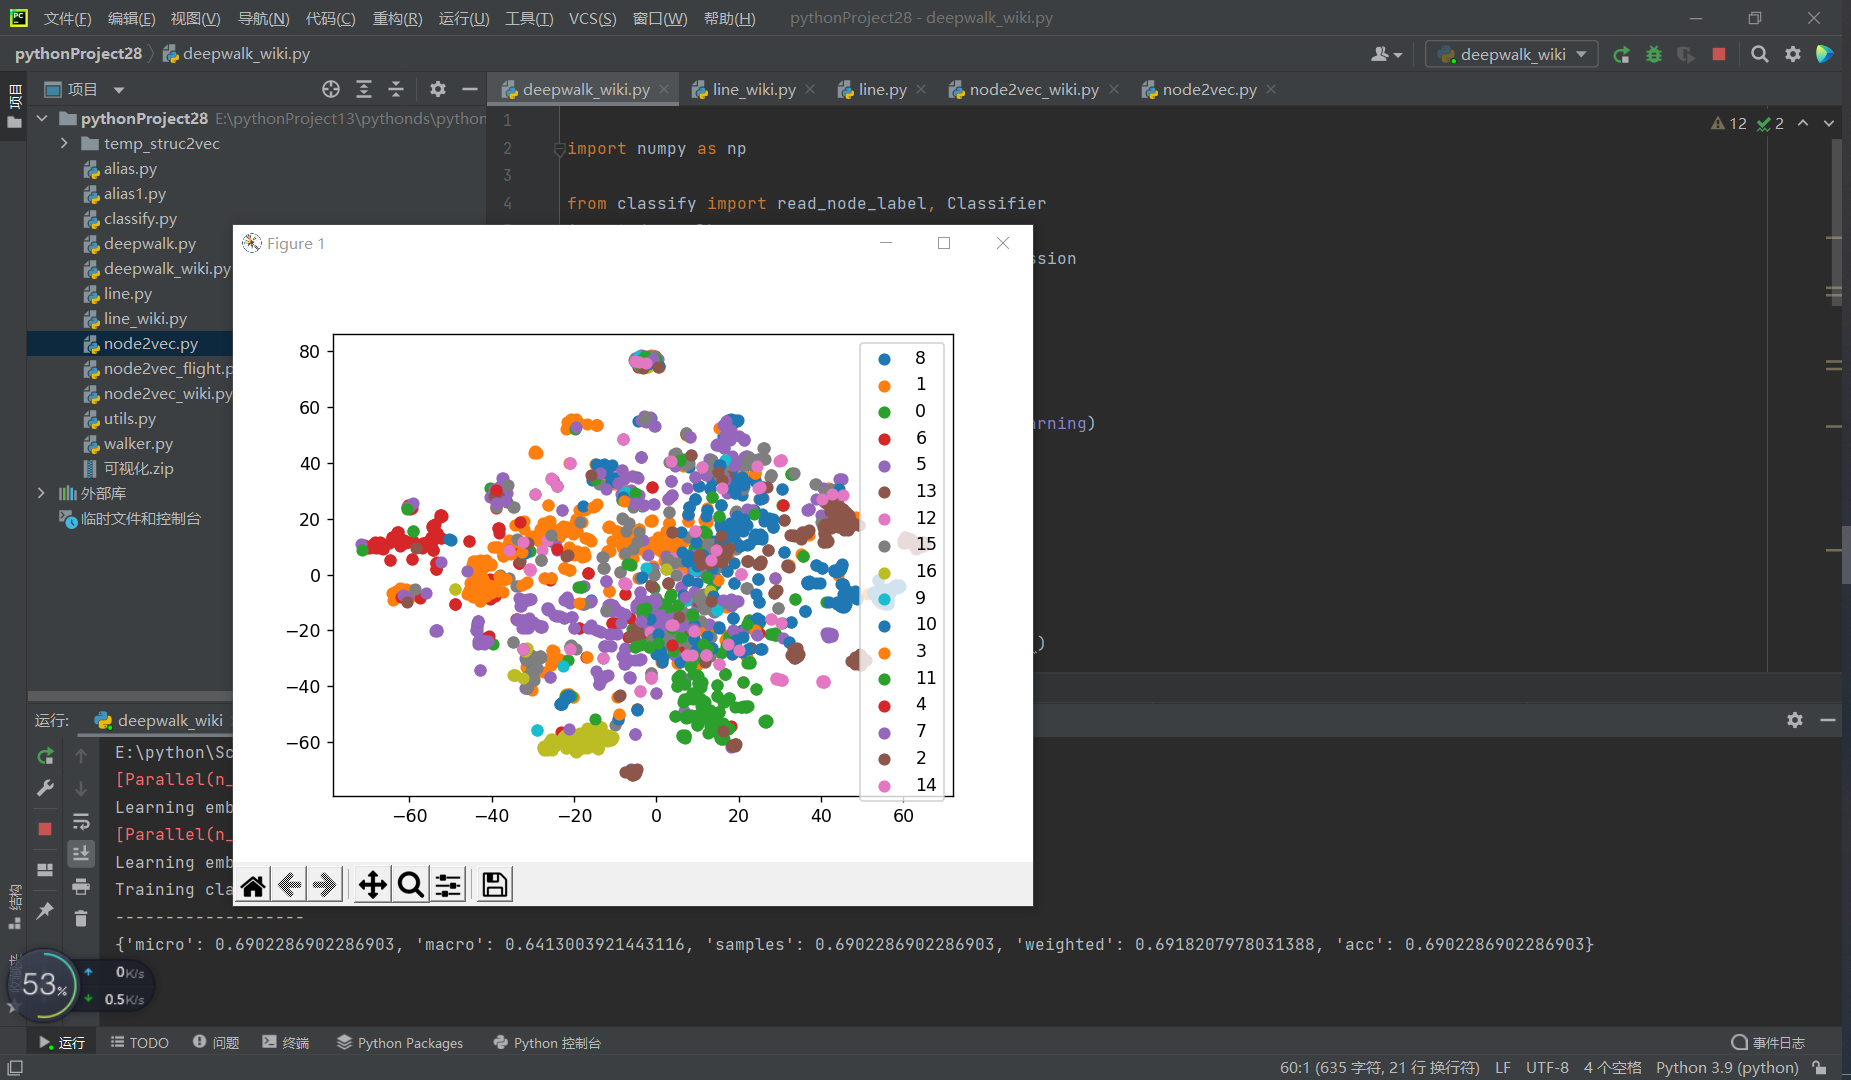 文件(F) 编辑(E) 视图(V) 导航(N) 代码(C) 重构(R) 运行(U) 工具(T) VCS(S) 窗口(W) 帮助(H) pythonProject28 - deepwalk_wiki.py
pythonProject28 deepwalk_wiki.py deepwalk_wiki
项目 deepwalk_wiki.py line_wiki.py line.py node2vec_wiki.py node2vec.py
项目
pythonProject28 E:\pythonProject13\pythonds\python
temp_struc2vec
alias.py
alias1.py
classify.py
deepwalk.py
deepwalk_wiki.py
line.py
line_wiki.py
node2vec.py
node2vec_flight.p
node2vec_wiki.py
utils.py
walker.py
可视化.zip
外部库
临时文件和控制台
1
2 import numpy as np
3
4 from classify import read_node_label, Classifier
12 2
ssion
arning)
)
Figure 1
80
60
40
20
0
−20
−40
−60
−60 −40 −20 0 20 40 60
8
1
0
6
5
13
12
15
16
9
10
3
11
4
7
2
14
运行: deepwalk_wiki
E:\python\Sc
[Parallel(n_
Learning emb
[Parallel(n_
Learning emb
Training cla
-------------------
{'micro': 0.6902286902286903, 'macro': 0.6413003921443116, 'samples': 0.6902286902286903, 'weighted': 0.6918207978031388, 'acc': 0.6902286902286903}
结构
53%
0K/s
0.5K/s
运行 TODO 问题 终端 Python Packages Python 控制台 事件日志
60:1 (635 字符, 21 行 换行符) LF UTF-8 4 个空格 Python 3.9 (python)